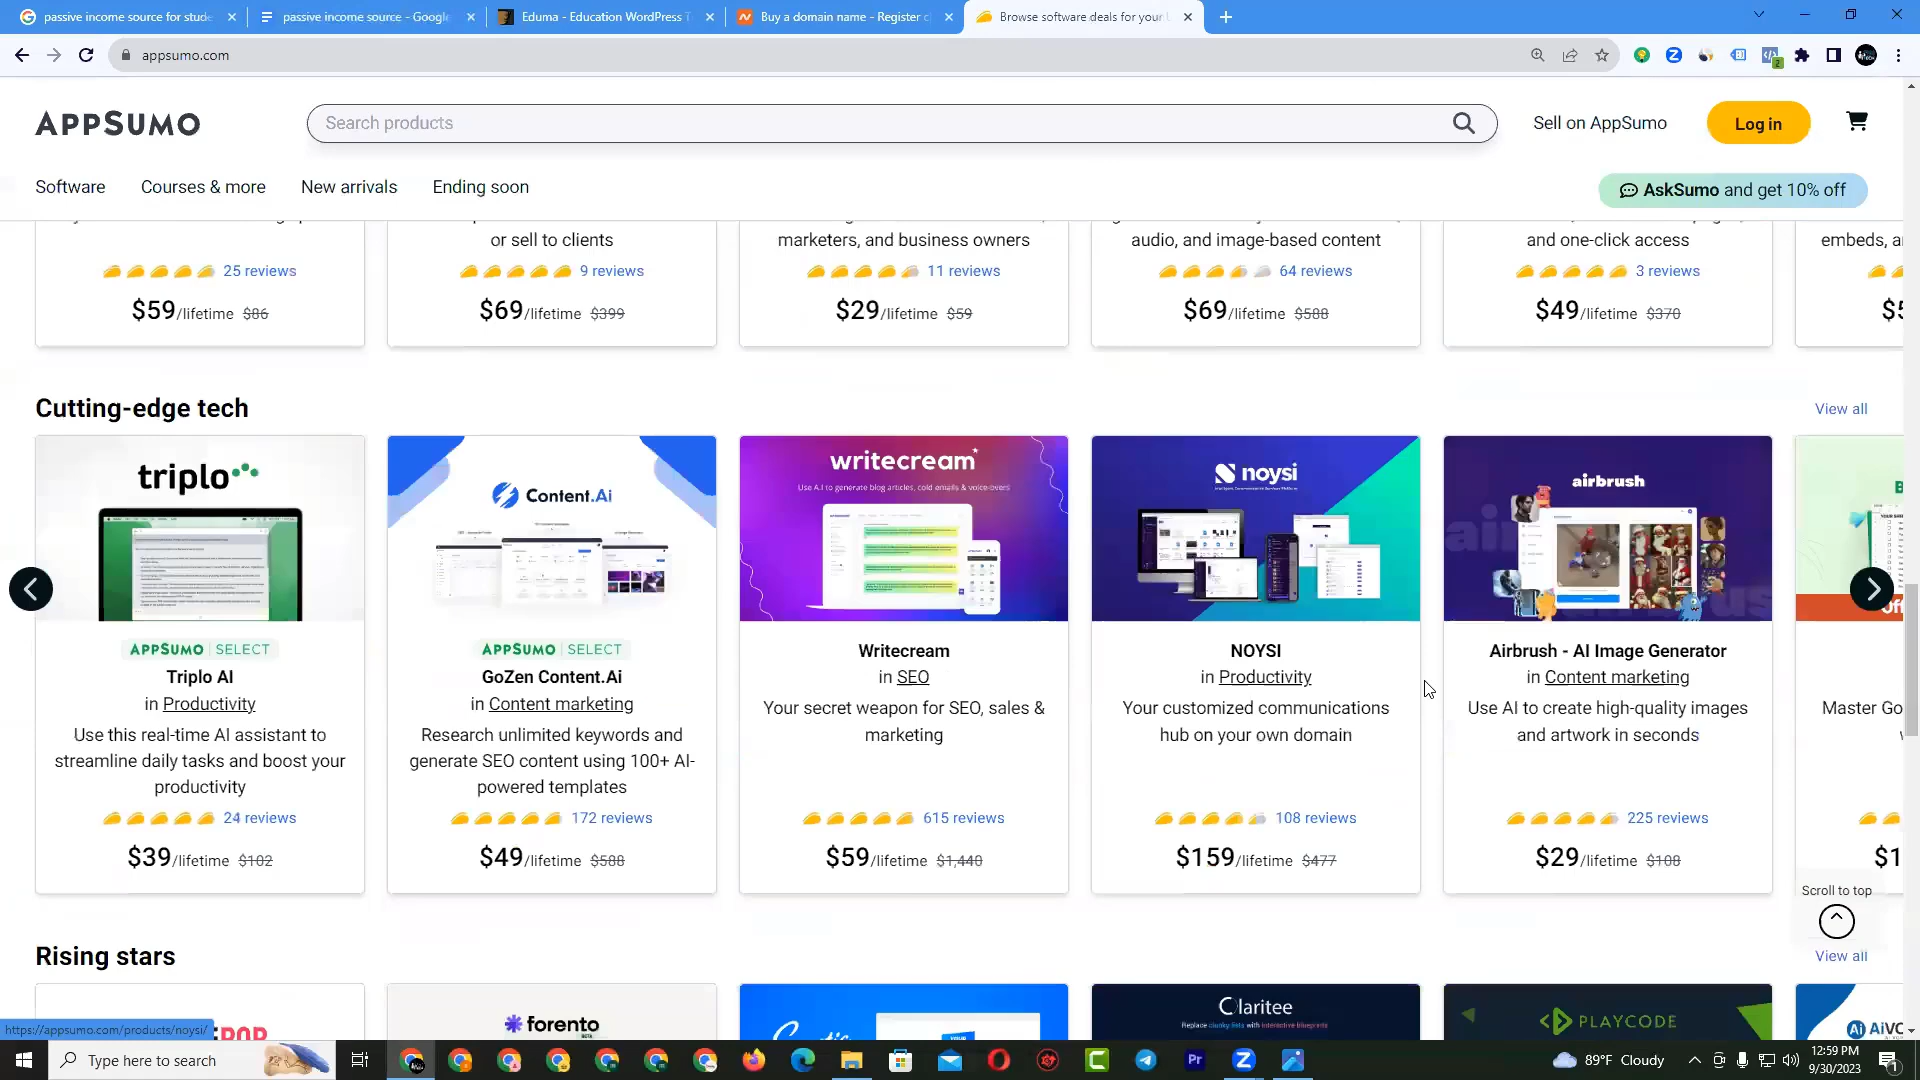 passive income source for stude
passive income source - Google
Eduma - Education WordPress T
Buy a domain name - Register c
Browse software deals for your b
appsumo.com
APPSUMO
Search products
Sell on AppSumo
Log in
Software
Courses & more
New arrivals
Ending soon
AskSumo and get 10% off
or sell to clients
marketers, and business owners
audio, and image-based content
and one-click access
embeds, a
25 reviews
9 reviews
11 reviews
64 reviews
3 reviews
$59/lifetime $86
$69/lifetime $399
$29/lifetime $59
$69/lifetime $588
$49/lifetime $370
Cutting-edge tech
View all
triplo
Content.Ai
writecream
Use A.I to generate blog articles, cold emails & voice-overs
noysi
airbrush
APPSUMO SELECT
Triplo AI
in Productivity
Use this real-time AI assistant to
streamline daily tasks and boost your
productivity
24 reviews
$39/lifetime $102
APPSUMO SELECT
GoZen Content.Ai
in Content marketing
Research unlimited keywords and
generate SEO content using 100+ AI-
powered templates
172 reviews
$49/lifetime $588
Writecream
in SEO
Your secret weapon for SEO, sales &
marketing
615 reviews
$59/lifetime $1,440
NOYSI
in Productivity
Your customized communications
hub on your own domain
108 reviews
$159/lifetime $477
Airbrush - AI Image Generator
in Content marketing
Use AI to create high-quality images
and artwork in seconds
225 reviews
$29/lifetime $108
Master Go
$1
Scroll to top
Rising stars
View all
forento
Claritee
Replace clunky lists with interactive blueprints
PLAYCODE
AiVC
https://appsumo.com/products/noysi/
Type here to search
89°F Cloudy
12:59 PM
9/30/2023